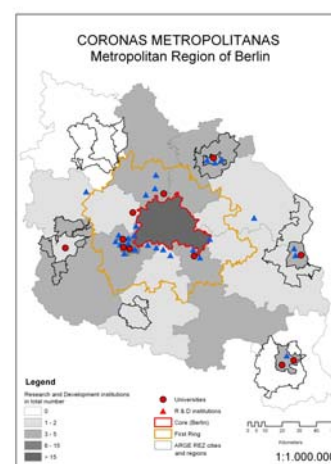 CORONAS METROPOLITANAS
Metropolitan Region of Berlin
Legend
Research and Development institutions
in total number
0
1 - 2
3 - 5
6 - 15
> 15
Universities
R & D institutions
Core (Berlin)
First Ring
ARGE REZ cities
and regions
Kilometers
1:1.000.000